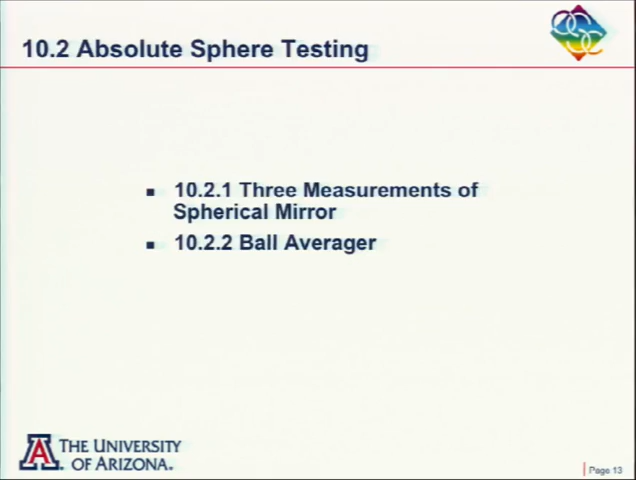 10.2 Absolute Sphere Testing
▪ 10.2.1 Three Measurements of
Spherical Mirror
▪ 10.2.2 Ball Averager
A THE UNIVERSITY
OF ARIZONA.
Page 13